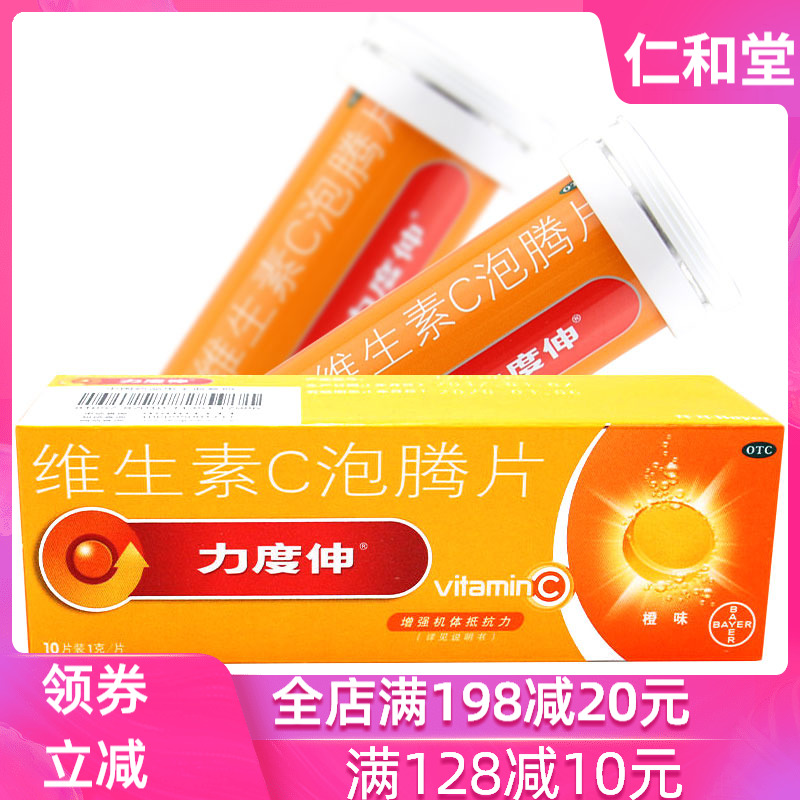 仁和堂
维生素C泡腾片
力度伸
OTC
维生素C泡腾片
度伸®
力度伸
维生素C泡腾片
OTC
力度伸®
vitamin C
增强机体抵抗力
(详见说明书)
橙味
BAYER
BAYER
10片装1克/片
领券
立减
全店满198减20元
满128减10元